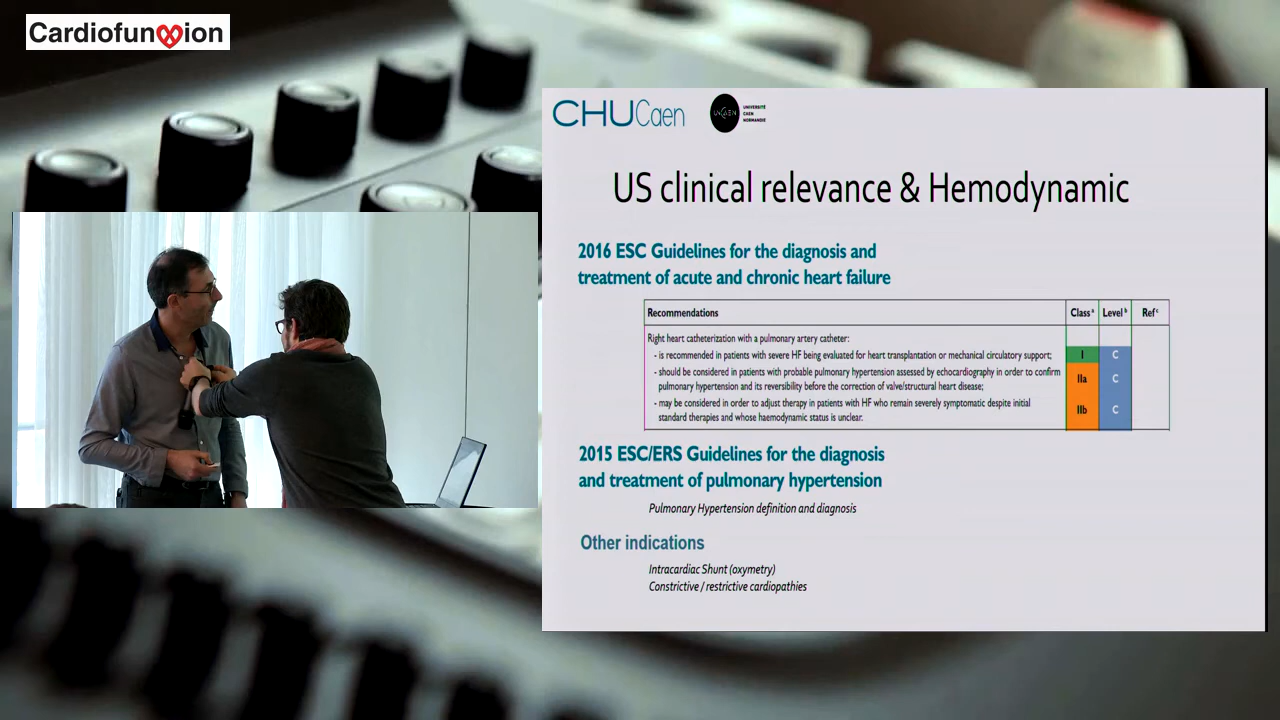 Cardiofunion
CHUCaen
UNICAEN
UNIVERSITÉ
CAEN
NORMANDIE
US clinical relevance & Hemodynamic
2016 ESC Guidelines for the diagnosis and
treatment of acute and chronic heart failure
Recommendations Class a Level b Ref c
Right heart catheterization with a pulmonary artery catheter:
- is recommended in patients with severe HF being evaluated for heart transplantation or mechanical circulatory support; I C
- should be considered in patients with probable pulmonary hypertension assessed by echocardiography in order to confirm
pulmonary hypertension and its reversibility before the correction of valve/structural heart disease; IIa C
- may be considered in order to adjust therapy in patients with HF who remain severely symptomatic despite initial
standard therapies and whose haemodynamic status is unclear. IIb C
2015 ESC/ERS Guidelines for the diagnosis
and treatment of pulmonary hypertension
Pulmonary Hypertension definition and diagnosis
Other indications
Intracardiac Shunt (oxymetry)
Constrictive / restrictive cardiopathies